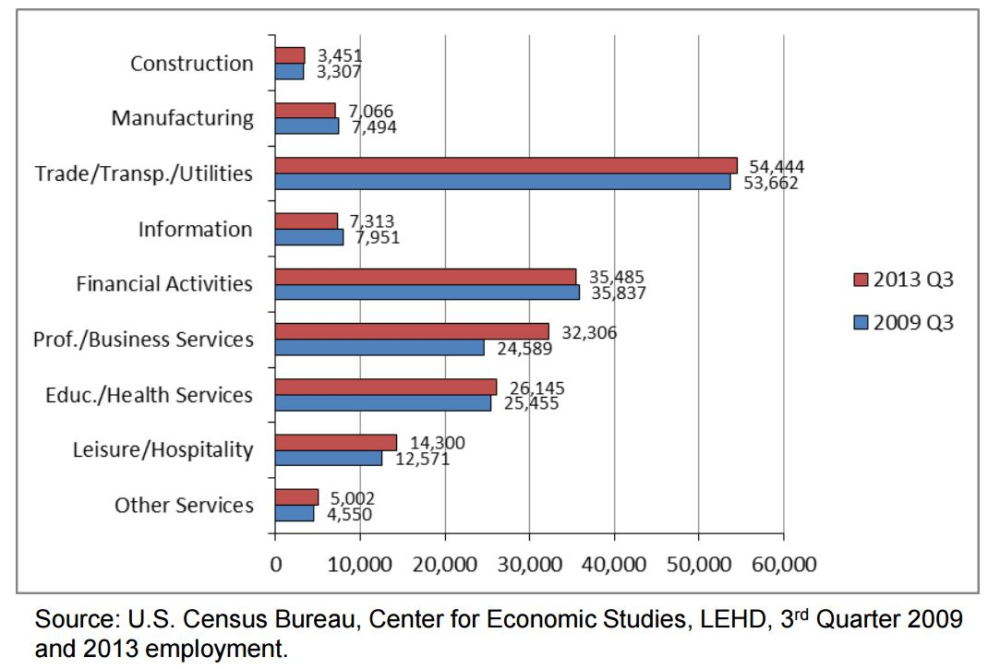 Construction
3,451
3,307
Manufacturing
7,066
7,494
Trade/Transp./Utilities
54,444
53,662
Information
7,313
7,951
Financial Activities
35,485
35,837
Prof./Business Services
32,306
24,589
Educ./Health Services
26,145
25,455
Leisure/Hospitality
14,300
12,571
Other Services
5,002
4,550
0 10,000 20,000 30,000 40,000 50,000 60,000
2013 Q3
2009 Q3
Source: U.S. Census Bureau, Center for Economic Studies, LEHD, 3rd Quarter 2009
and 2013 employment.